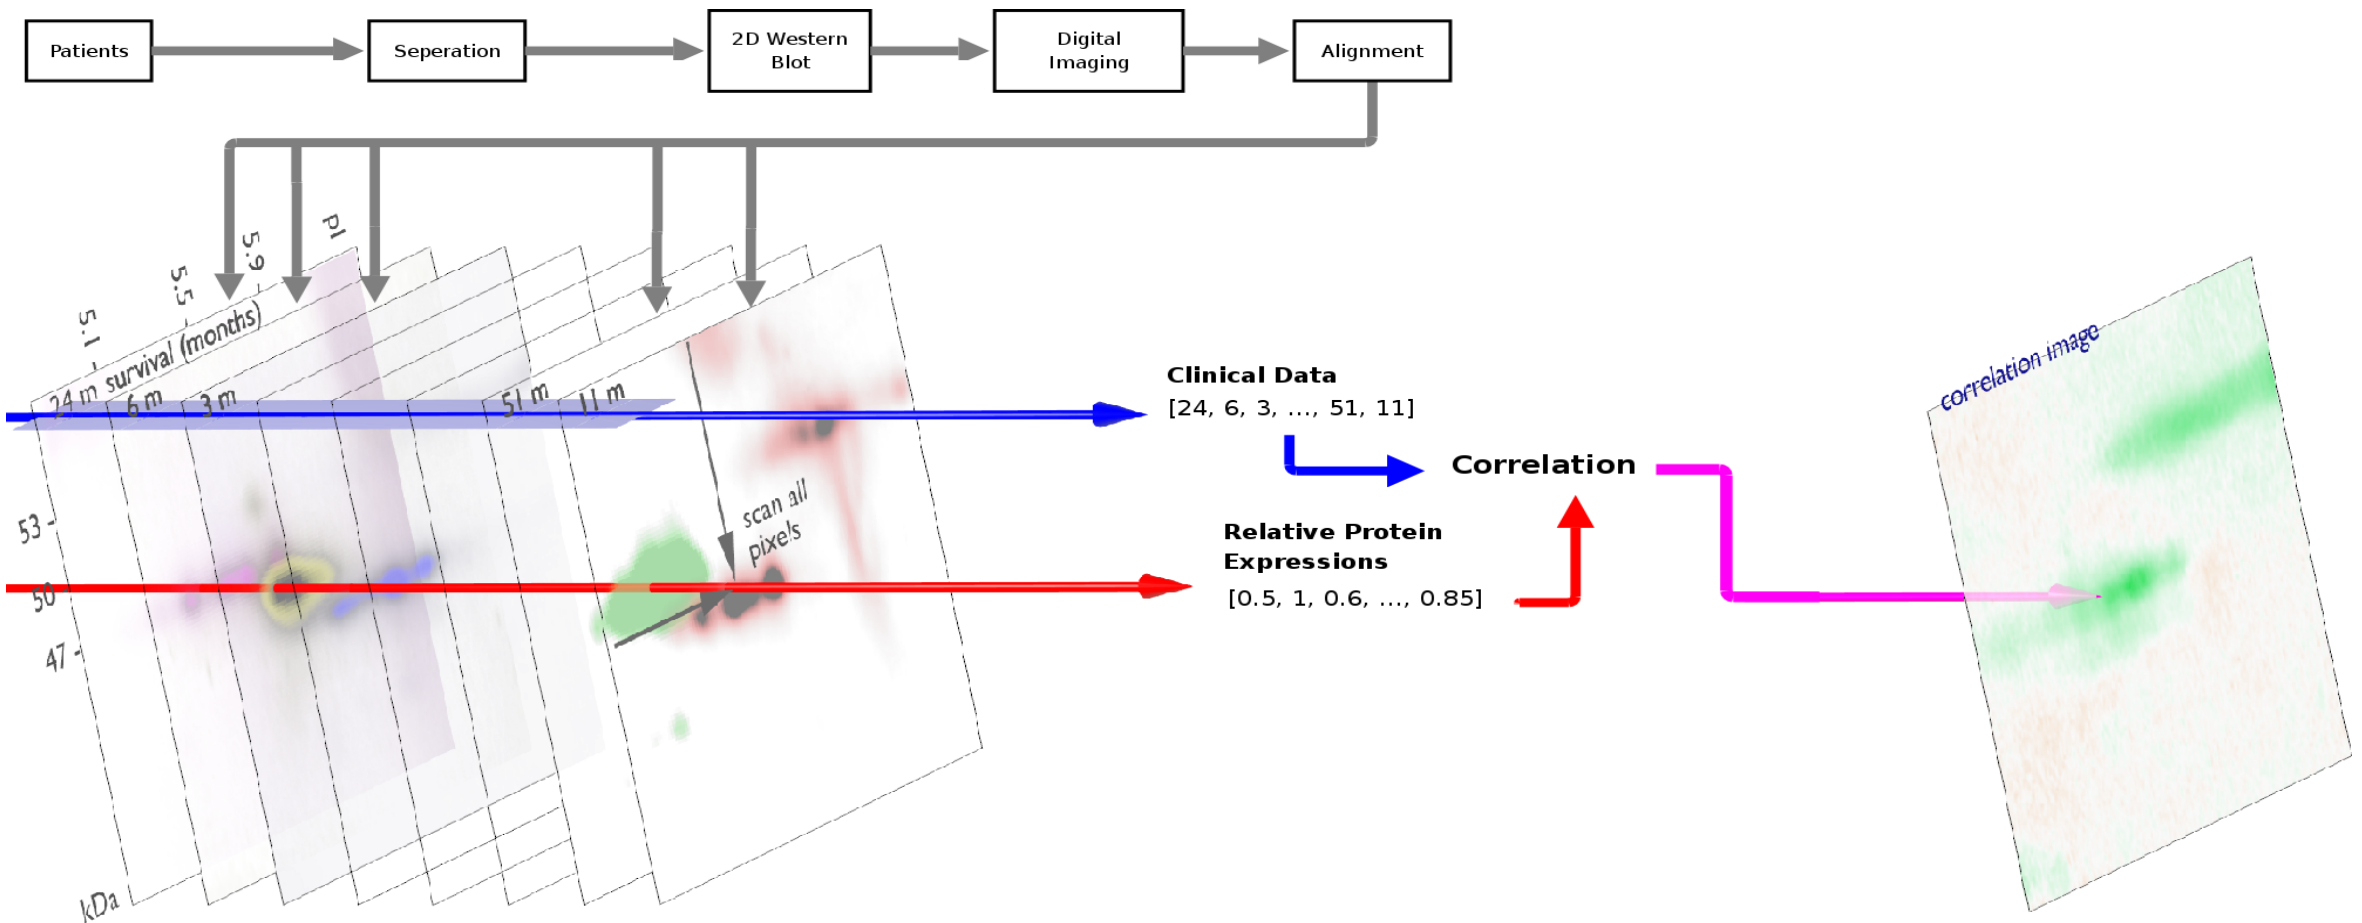 Patients
Seperation
2D Western
Blot
Digital
Imaging
Alignment
pI
5.9 -
5.5 -
5.1 -
survival (months)
24 m
6 m
3 m
51 m
11 m
53 -
50
47 -
kDa
scan all
pixels
Clinical Data
[24, 6, 3, ..., 51, 11]
Correlation
Relative Protein
Expressions
[0.5, 1, 0.6, ..., 0.85]
correlation image